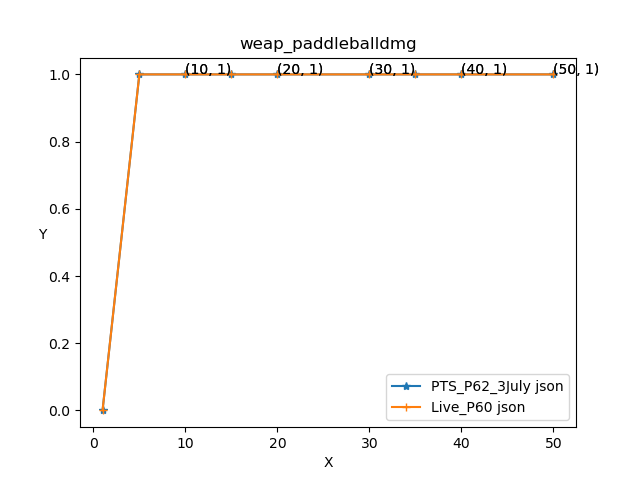 weap_paddleballdmg
1.0
(10, 1) (20, 1) (30, 1) (40, 1) (50, 1)
0.8
0.6
Y
0.4
0.2
0.0
PTS_P62_3July json
Live_P60 json
0 10 20 30 40 50
X